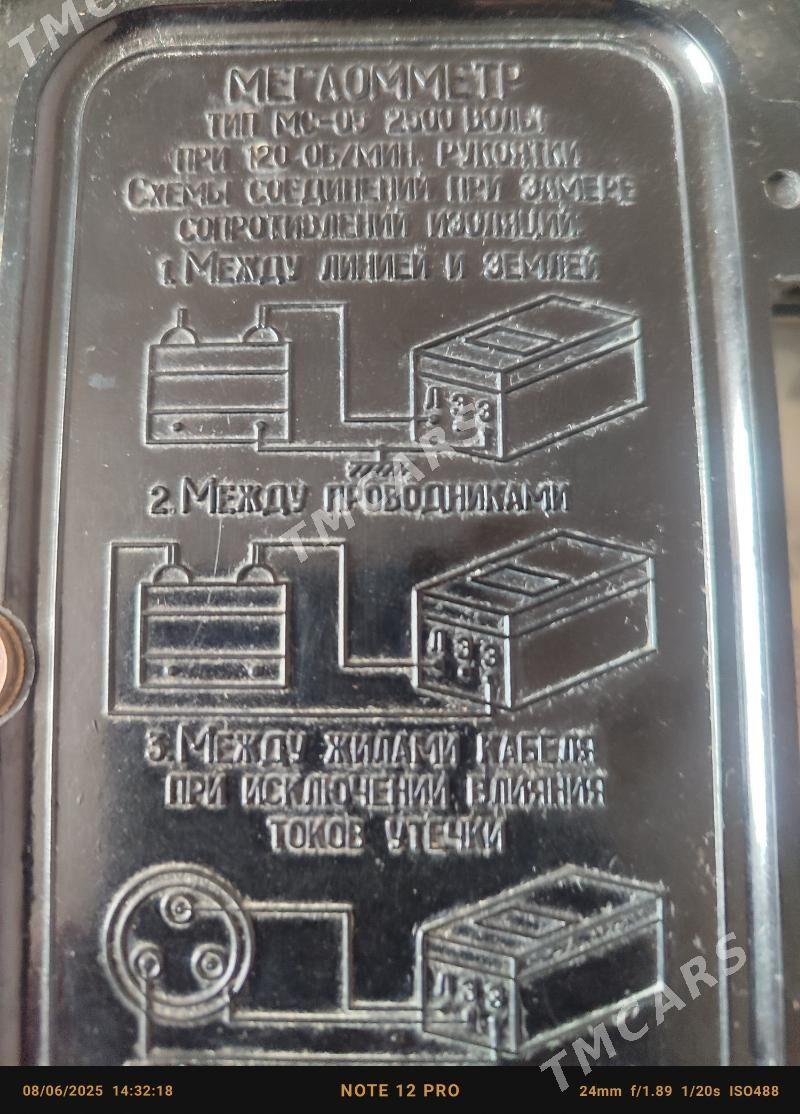 МЕГАОММЕТР
ТИП МС-05 2500 ВОЛЬТ
ПРИ 120 ОБ/МИН. РУКОЯТКИ
СХЕМЫ СОЕДИНЕНИЙ ПРИ ЗАМЕРЕ
СОПРОТИВЛЕНИЙ ИЗОЛЯЦИЙ:
1. МЕЖДУ ЛИНИЕЙ И ЗЕМЛЕЙ
Л Э З
2. МЕЖДУ ПРОВОДНИКАМИ
Л Э З
3. МЕЖДУ ЖИЛАМИ КАБЕЛЯ
ПРИ ИСКЛЮЧЕНИИ ВЛИЯНИЯ
ТОКОВ УТЕЧКИ
Л Э З
TMCARS
TMCARS
TMCARS
TMCARS
08/06/2025 14:32:18 NOTE 12 PRO 24mm f/1.89 1/20s ISO488